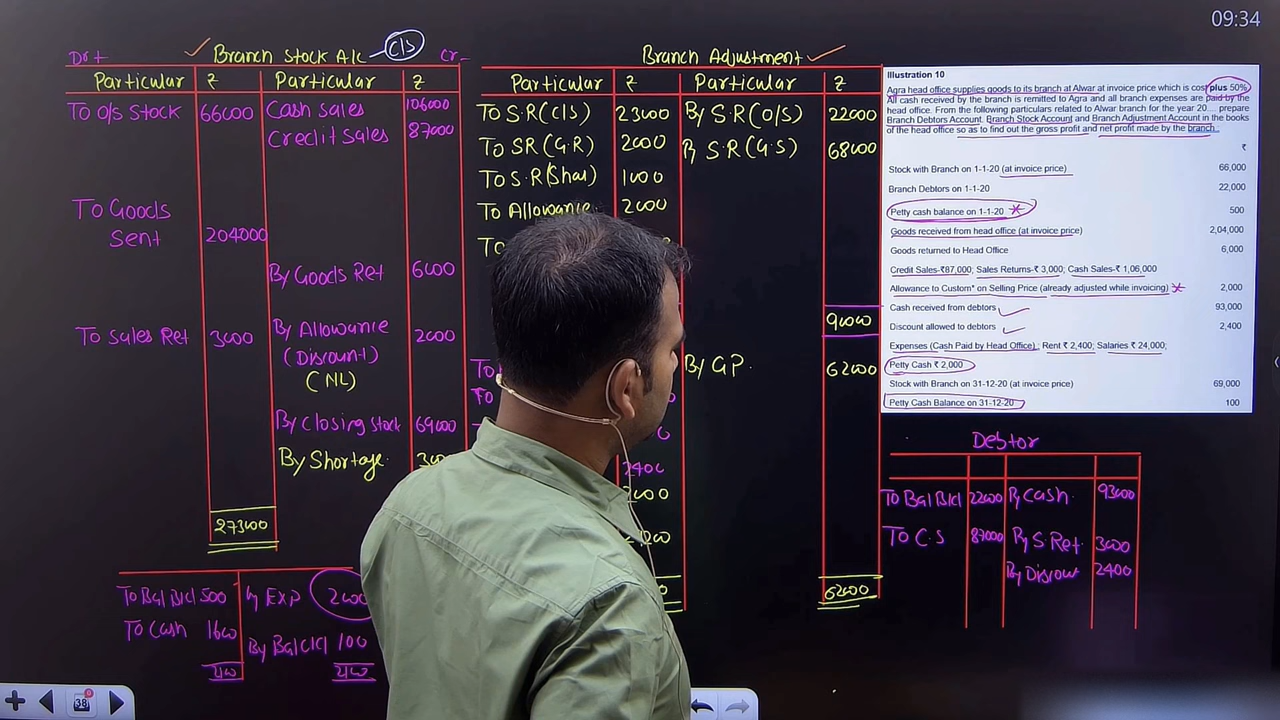 09:34
Dr + Branch Stock A/c C/S Cr -
Particular ₹ Particular ₹
To O/s Stock 66000 Cash Sales 106000
Credit Sales 87000
To Goods Sent 204000
By Goods Ret 6000
To Sales Ret 3000 By Allowance 2000
(Discount)
(NL)
By Closing Stock 69000
By Shortage
273000
To Bal B/d 500 By EXP
To Cash 1600 By Bal C/d 100
Branch Adjustment
Particular ₹ Particular ₹
To S.R (C/S) 23000 By S.R (O/S) 22000
To SR (G.R) 2000 By S.R (G.S) 68000
To S.R (Shor) 1000
To Allowance 2000
90000
By G.P. 62000
2400
62000
Illustration 10
Agra head office supplies goods to its branch at Alwar at invoice price which is cost plus 50%.
All cash received by the branch is remitted to Agra and all branch expenses are paid by the
head office. From the following particulars related to Alwar branch for the year 20.... prepare
Branch Debtors Account, Branch Stock Account and Branch Adjustment Account in the books
of the head office so as to find out the gross profit and net profit made by the branch.
₹
Stock with Branch on 1-1-20 (at invoice price) 66,000
Branch Debtors on 1-1-20 22,000
Petty cash balance on 1-1-20 500
Goods received from head office (at invoice price) 2,04,000
Goods returned to Head Office 6,000
Credit Sales-₹87,000; Sales Returns-₹ 3,000; Cash Sales-₹ 1,06,000
Allowance to Custom* on Selling Price (already adjusted while invoicing) 2,000
Cash received from debtors 93,000
Discount allowed to debtors 2,400
Expenses (Cash Paid by Head Office) : Rent ₹ 2,400; Salaries ₹ 24,000;
Petty Cash ₹ 2,000
Stock with Branch on 31-12-20 (at invoice price) 69,000
Petty Cash Balance on 31-12-20 100
Debtor
To Bal B/d 22000 By Cash. 93000
To C.S 87000 By S.Ret. 3000
By Discount 2400
38